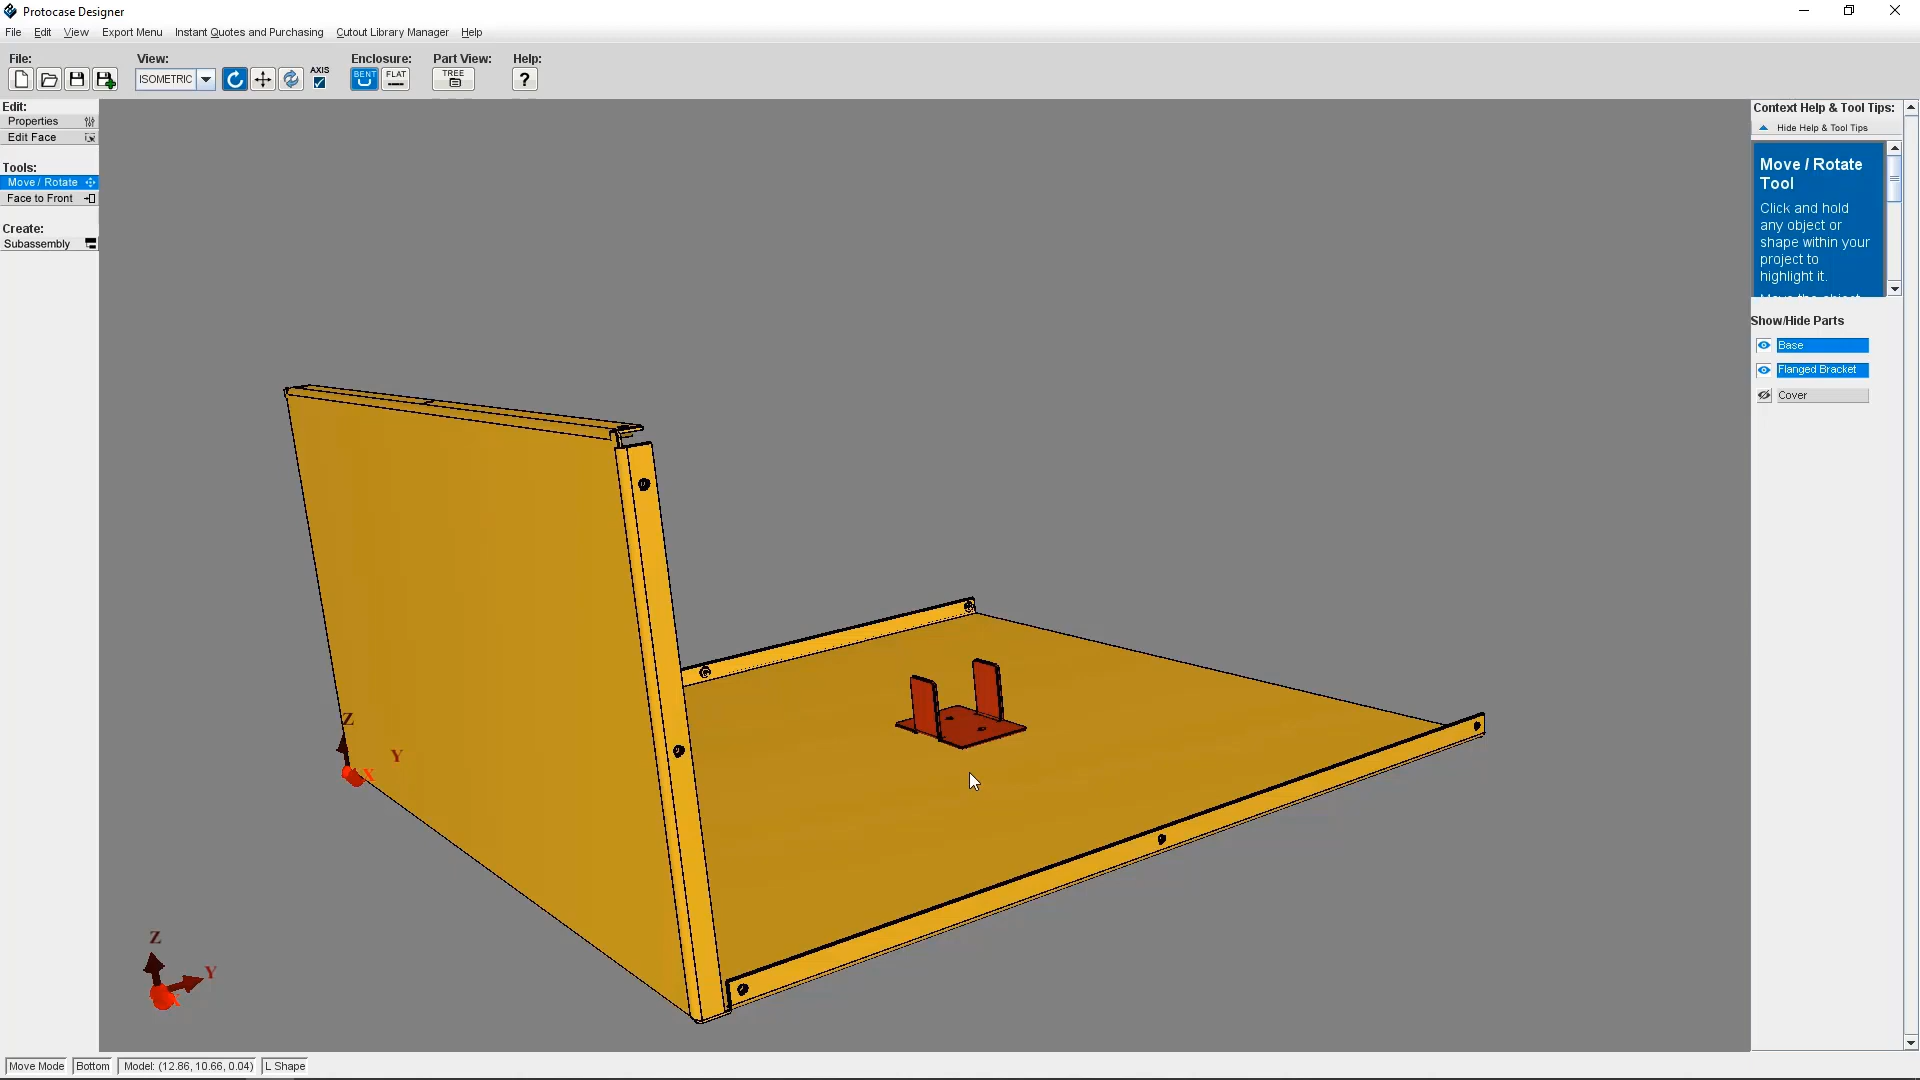 Protocase Designer
File Edit View Export Menu Instant Quotes and Purchasing Cutout Library Manager Help
File: View: Enclosure: Part View: Help:
ISOMETRIC AXIS BENT FLAT TREE ?
Edit:
Properties
Edit Face
Tools:
Move / Rotate
Face to Front
Create:
Subassembly
Context Help & Tool Tips:
Hide Help & Tool Tips
Move / Rotate
Tool
Click and hold
any object or
shape within your
project to
highlight it.
Move the object
Show/Hide Parts
Base
Flanged Bracket
Cover
Z
Y
X
Z
Y
Move Mode Bottom Model: (12.86, 10.66, 0.04) L Shape